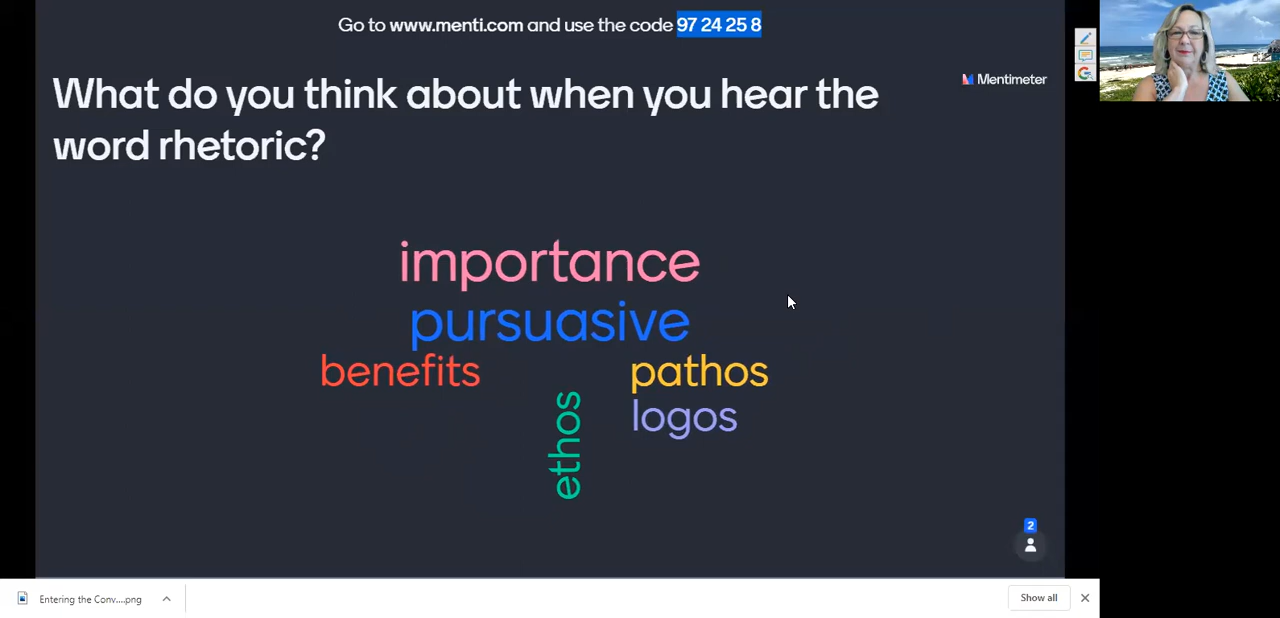 Go to www.menti.com and use the code 97 24 25 8
Mentimeter
What do you think about when you hear the
word rhetoric?
importance
pursuasive
benefits
pathos
logos
ethos
2
Entering the Conv....png
Show all